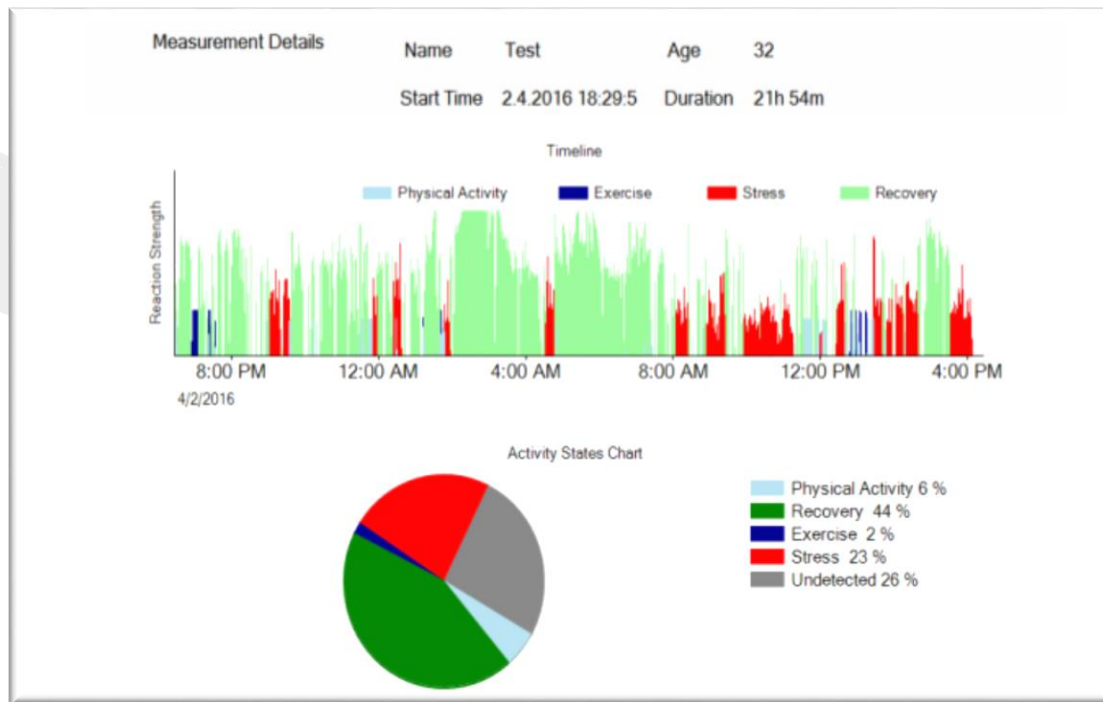 Measurement Details
Name Test Age 32
Start Time 2.4.2016 18:29:5 Duration 21h 54m
Timeline
Physical Activity Exercise Stress Recovery
Reaction Strength
8:00 PM 12:00 AM 4:00 AM 8:00 AM 12:00 PM 4:00 PM
4/2/2016
Activity States Chart
Physical Activity 6 %
Recovery 44 %
Exercise 2 %
Stress 23 %
Undetected 26 %